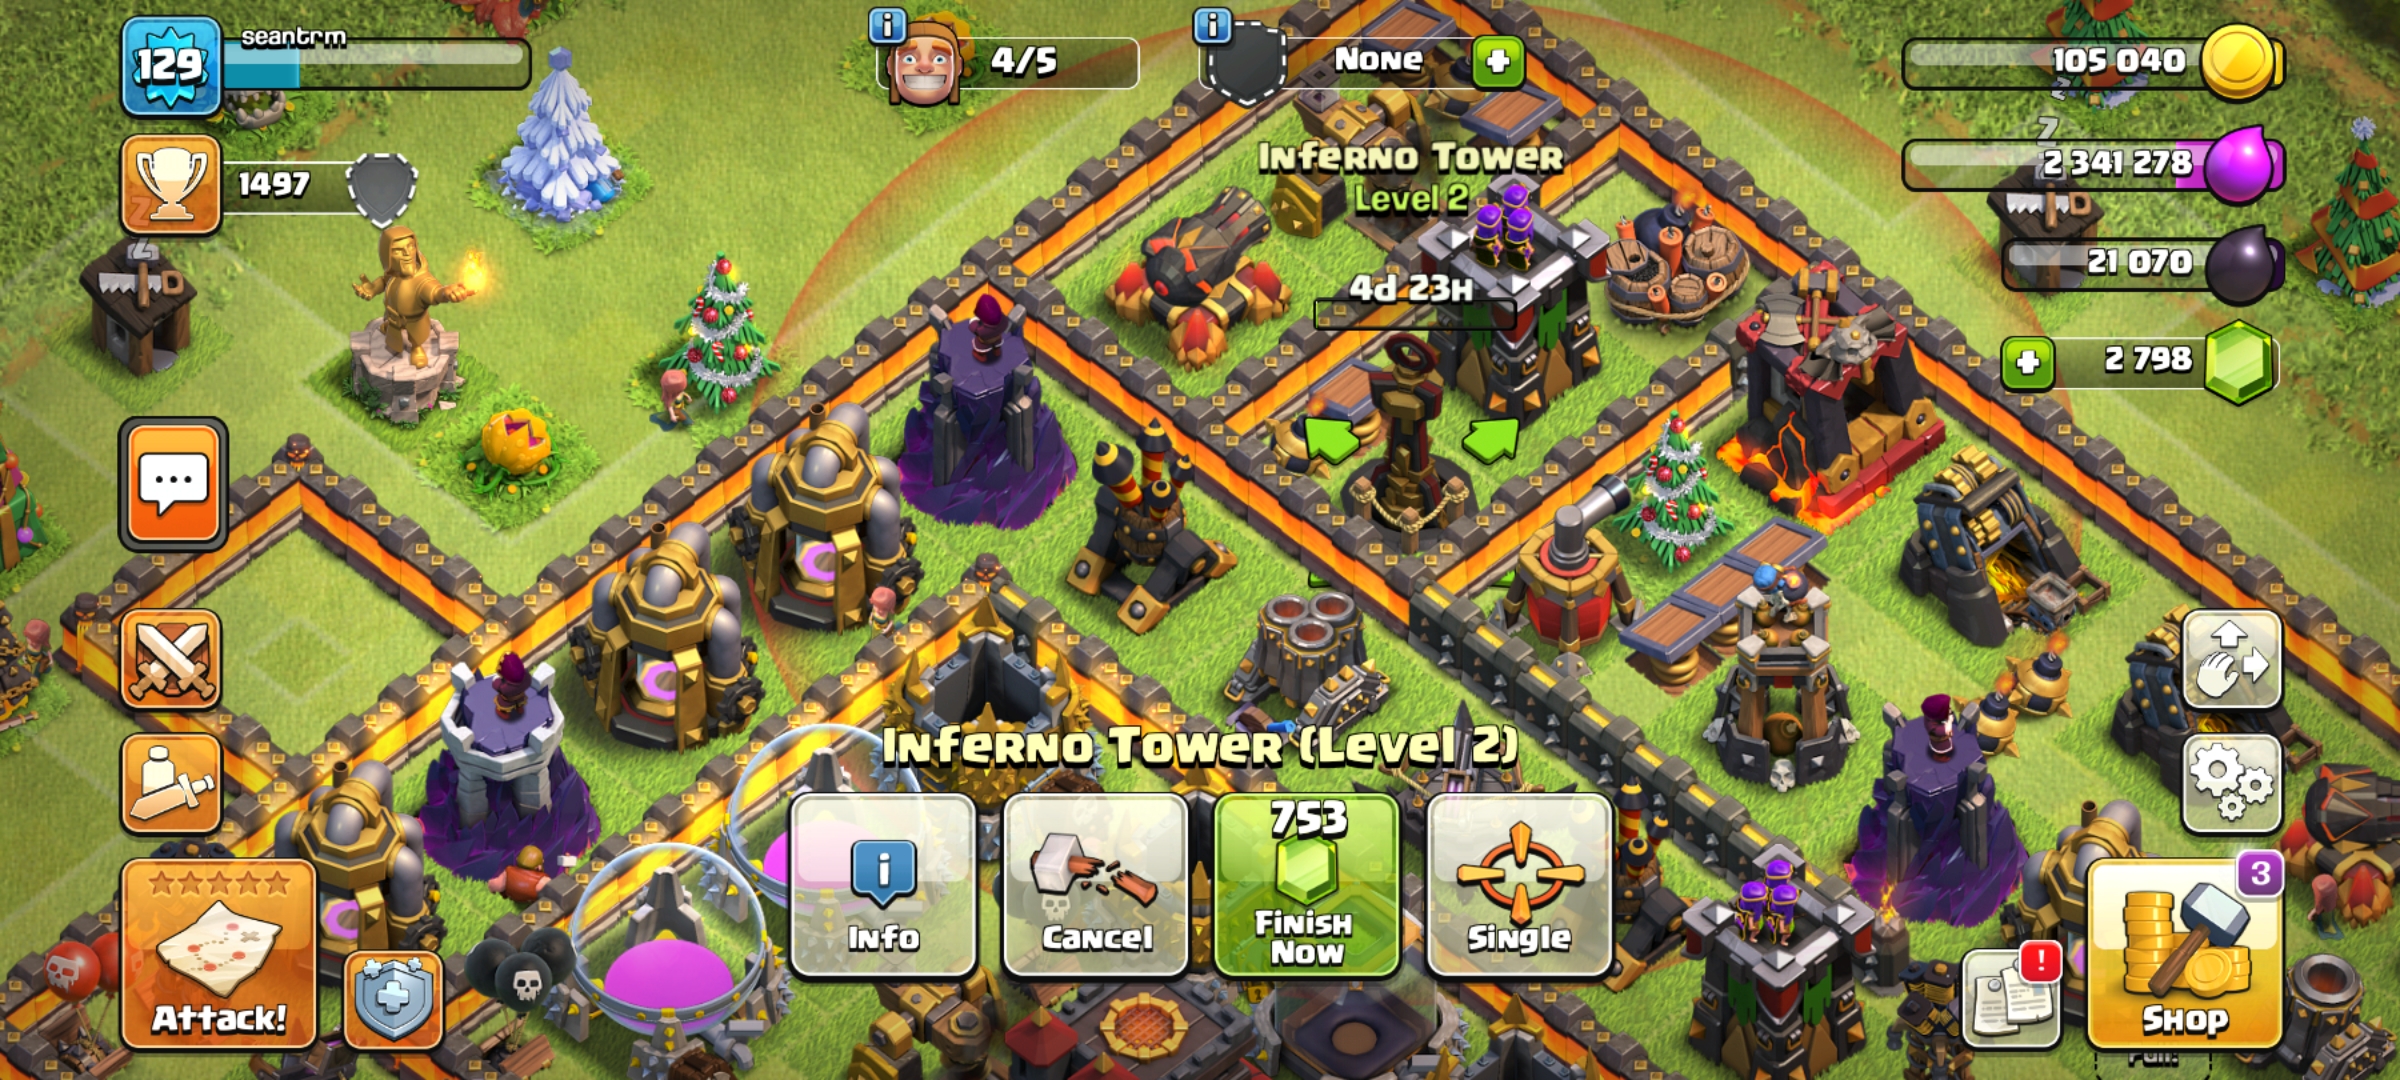 129
seantrm
4/5
None
105 040
1497
Inferno Tower
Level 2
2 341 278
21 070
4d 23h
2 798
Inferno Tower (Level 2)
Info
Cancel
753
Finish
Now
Single
Attack!
3
!
Shop
Full!